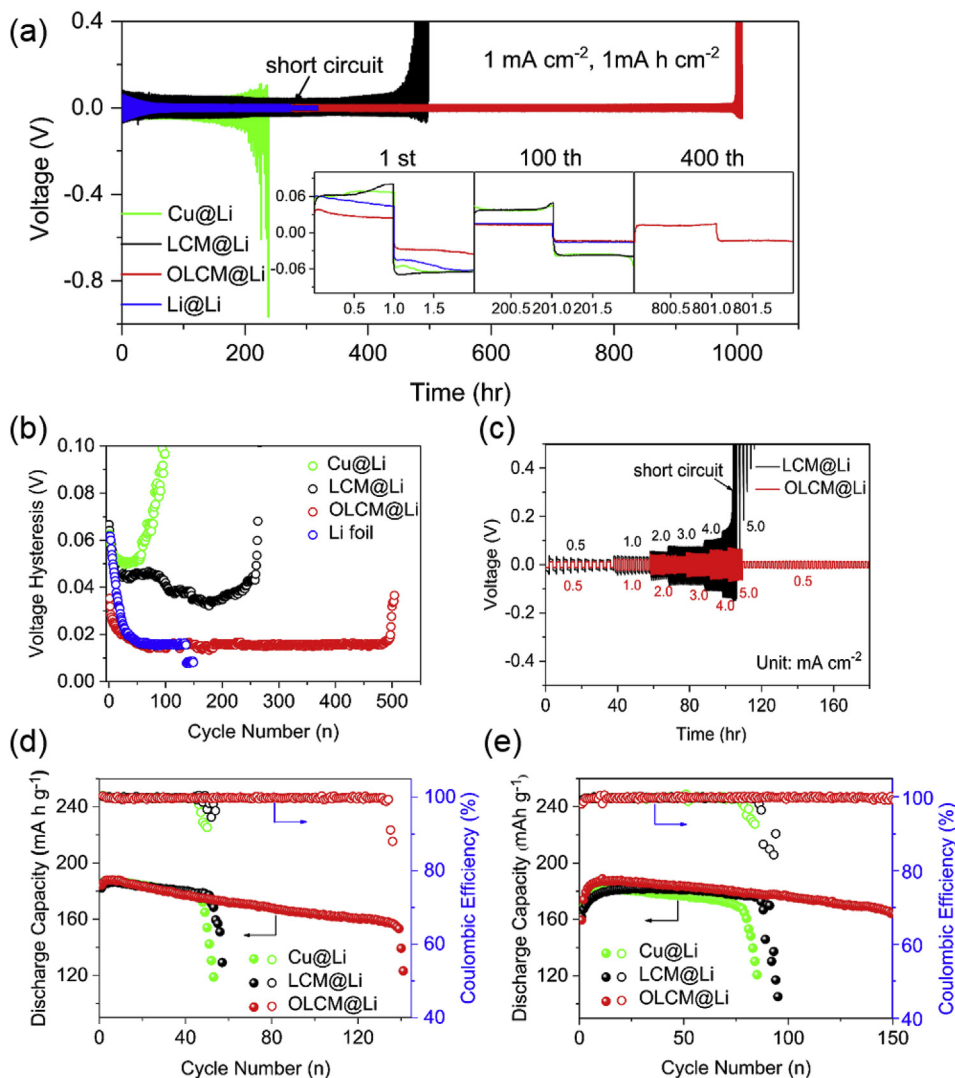 (a)
0.4
0.0
-0.4
-0.8
Voltage (V)
short circuit
1 mA cm⁻², 1mA h cm⁻²
Cu@Li
LCM@Li
OLCM@Li
Li@Li
1 st
100 th
400 th
0.06
0.00
-0.06
0.5 1.0 1.5
200.5 201.0 201.5
800.5 801.0 801.5
0 200 400 600 800 1000
Time (hr)
(b)
0.10
0.08
0.06
0.04
0.02
0.00
Voltage Hysteresis (V)
Cu@Li
LCM@Li
OLCM@Li
Li foil
0 100 200 300 400 500
Cycle Number (n)
(c)
0.4
0.2
0.0
-0.2
-0.4
Voltage (V)
short circuit
LCM@Li
OLCM@Li
0.5 1.0 2.0 3.0 4.0 5.0
0.5 1.0 2.0 3.0 4.0 5.0 0.5
Unit: mA cm⁻²
0 40 80 120 160
Time (hr)
(d)
240
210
180
150
120
Discharge Capacity (mA h g⁻¹)
100
80
60
40
Coulombic Efficiency (%)
Cu@Li
LCM@Li
OLCM@Li
0 40 80 120
Cycle Number (n)
(e)
240
200
160
120
Discharge Capacity (mAh g⁻¹)
100
80
60
40
Coulombic Efficiency (%)
Cu@Li
LCM@Li
OLCM@Li
0 50 75 100 150
Cycle Number (n)